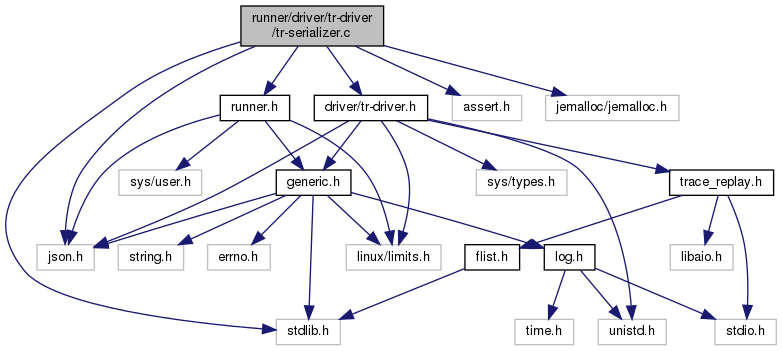 runner/driver/tr-driver
/tr-serializer.c
runner.h
driver/tr-driver.h
assert.h
jemalloc/jemalloc.h
sys/user.h
generic.h
sys/types.h
trace_replay.h
json.h
string.h
errno.h
linux/limits.h
flist.h
log.h
libaio.h
stdlib.h
time.h
unistd.h
stdio.h